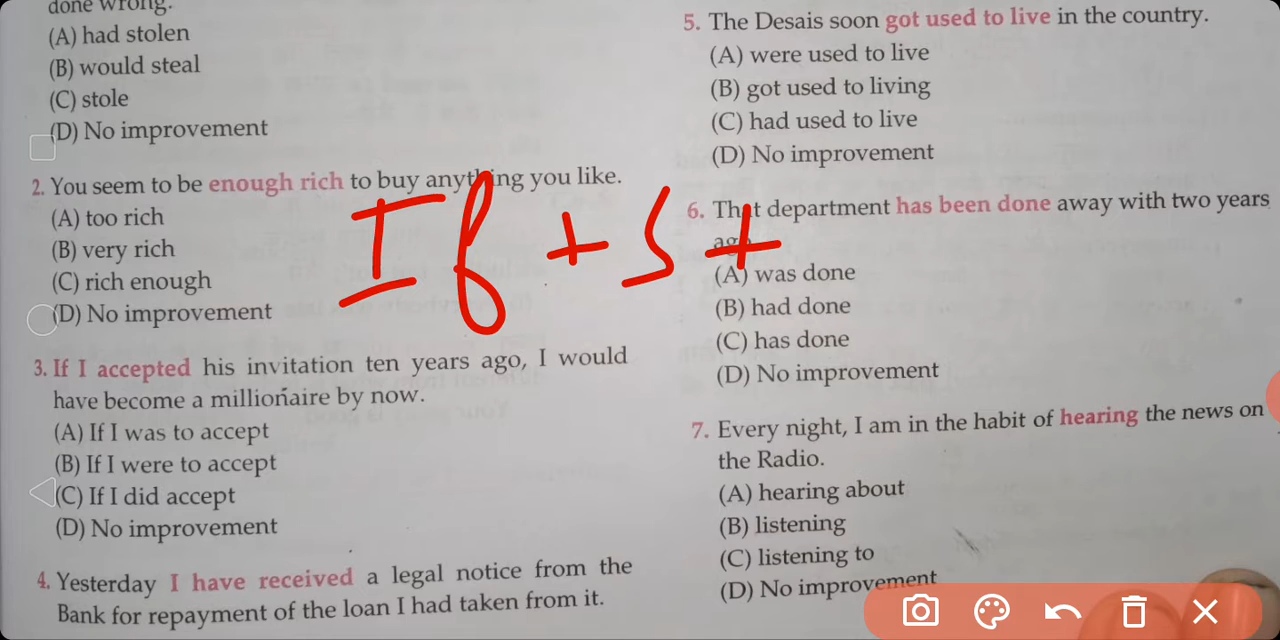 done wrong.
(A) had stolen
(B) would steal
(C) stole
(D) No improvement
2. You seem to be enough rich to buy anything you like.
(A) too rich
(B) very rich
(C) rich enough
(D) No improvement
If + S +
3. If I accepted his invitation ten years ago, I would
have become a millionaire by now.
(A) If I was to accept
(B) If I were to accept
(C) If I did accept
(D) No improvement
4. Yesterday I have received a legal notice from the
Bank for repayment of the loan I had taken from it.
5. The Desais soon got used to live in the country.
(A) were used to live
(B) got used to living
(C) had used to live
(D) No improvement
6. That department has been done away with two years
ago.
(A) was done
(B) had done
(C) has done
(D) No improvement
7. Every night, I am in the habit of hearing the news on
the Radio.
(A) hearing about
(B) listening
(C) listening to
(D) No improvement